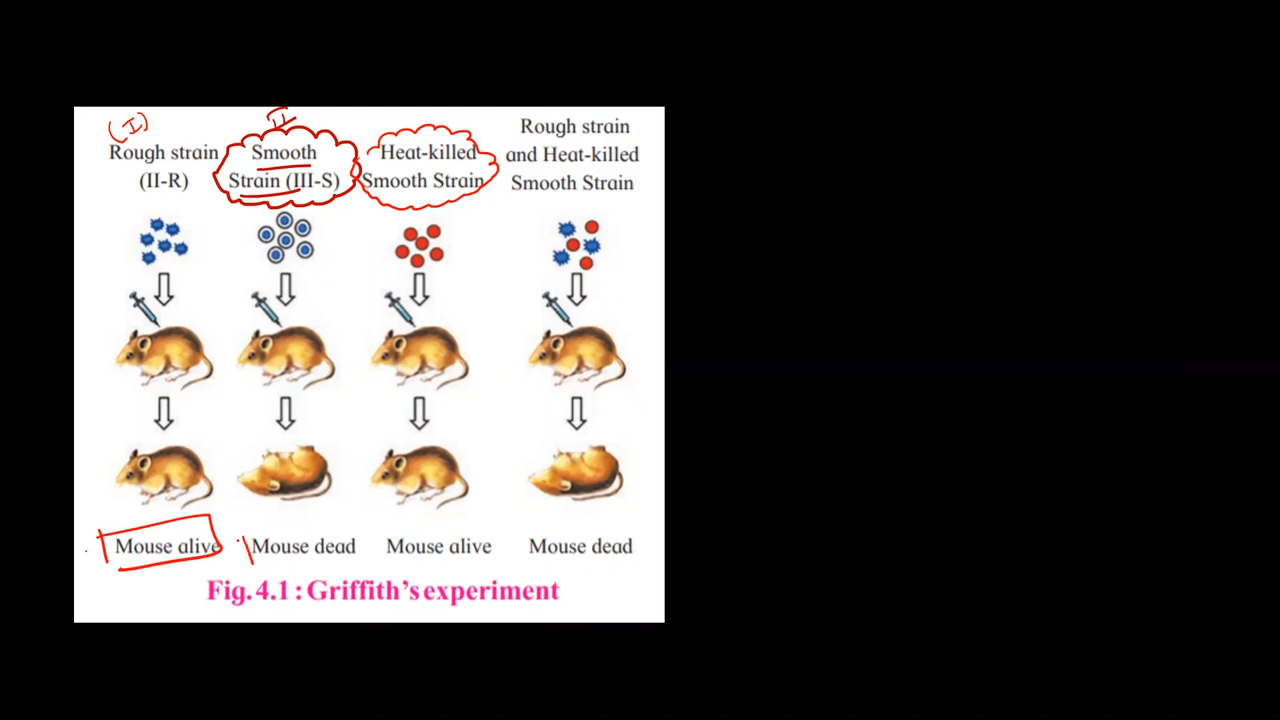 (I)
Rough strain
(II-R)
II
Smooth
Strain (III-S)
Heat-killed
Smooth Strain
Rough strain
and Heat-killed
Smooth Strain
Mouse alive
Mouse dead
Mouse alive
Mouse dead
Fig. 4.1 : Griffith's experiment